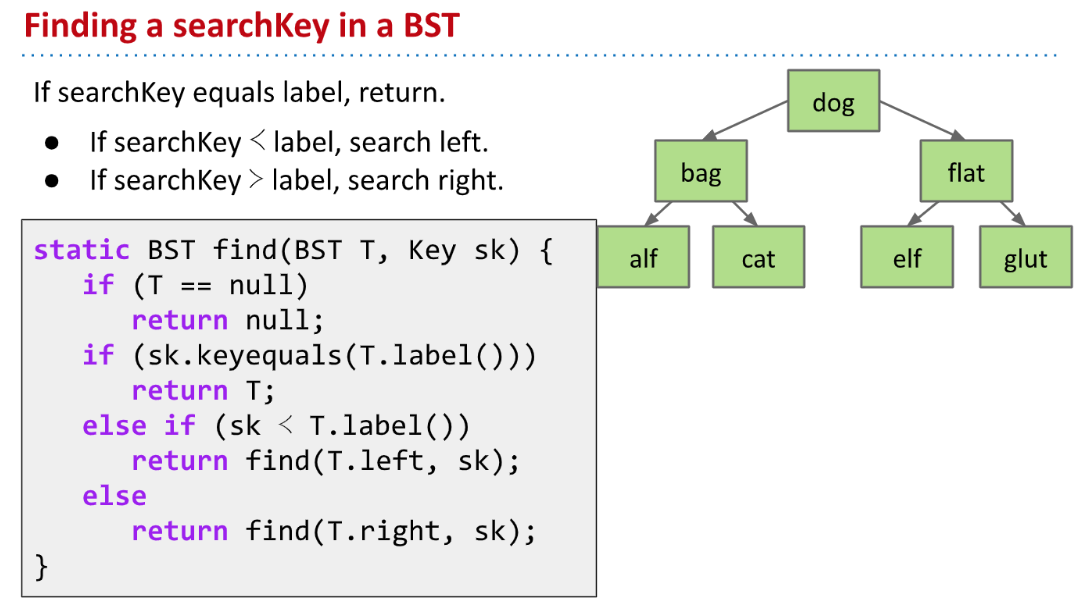 Finding a searchKey in a BST
If searchKey equals label, return.
● If searchKey < label, search left.
● If searchKey > label, search right.
static BST find(BST T, Key sk) {
   if (T == null)
      return null;
   if (sk.keyequals(T.label()))
      return T;
   else if (sk < T.label())
      return find(T.left, sk);
   else
      return find(T.right, sk);
}
dog
bag
flat
alf
cat
elf
glut